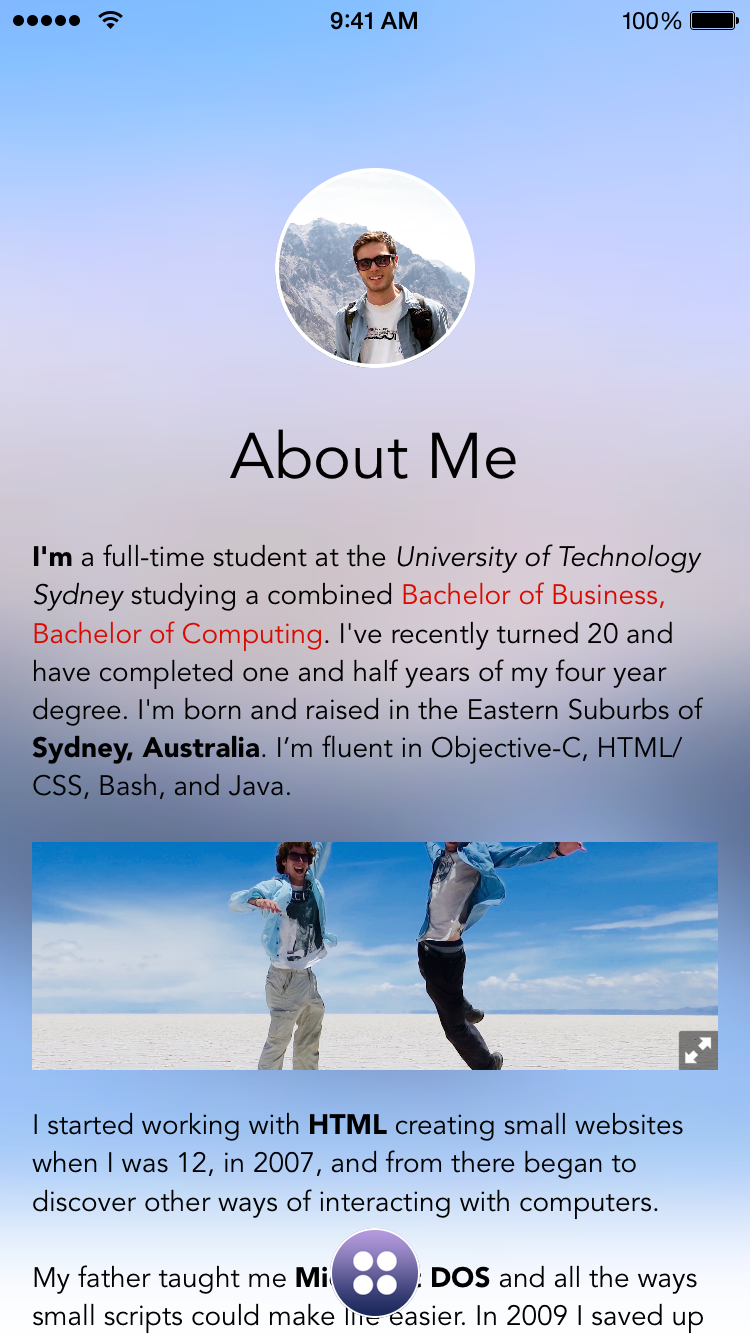 9:41 AM 100%
About Me
I'm a full-time student at the University of Technology
Sydney studying a combined Bachelor of Business,
Bachelor of Computing. I've recently turned 20 and
have completed one and half years of my four year
degree. I'm born and raised in the Eastern Suburbs of
Sydney, Australia. I’m fluent in Objective-C, HTML/
CSS, Bash, and Java.
I started working with HTML creating small websites
when I was 12, in 2007, and from there began to
discover other ways of interacting with computers.
My father taught me DOS and all the ways
small scripts could make life easier. In 2009 I saved up